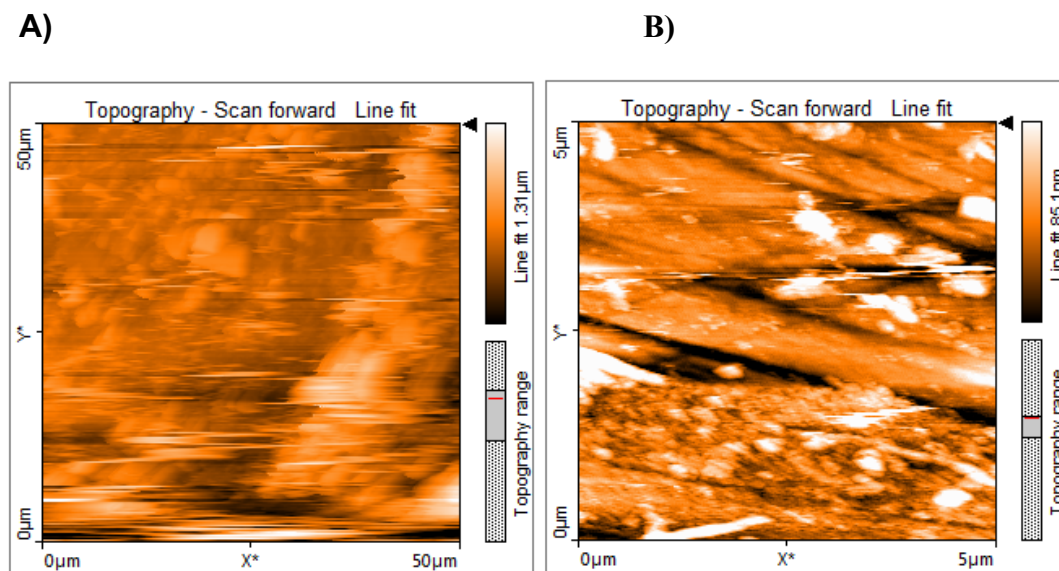 A)
B)
Topography - Scan forward Line fit
50µm
Y*
0µm
0µm
X*
50µm
Line fit 1.31µm
Topography range
Topography - Scan forward Line fit
5µm
Y*
0µm
0µm
X*
5µm
Line fit 85.1nm
Topography range